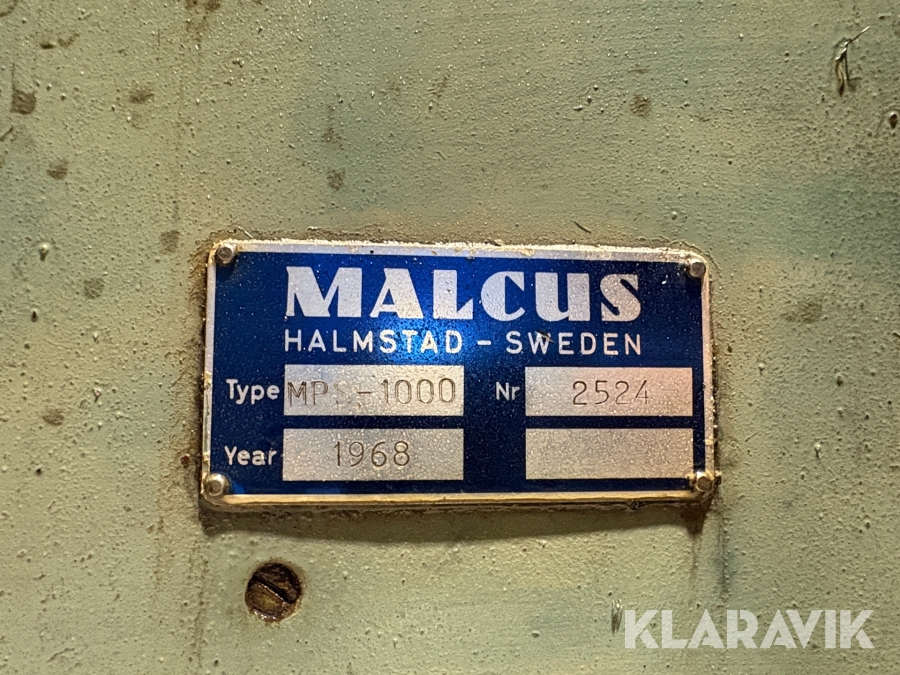 MALCUS
HALMSTAD - SWEDEN
Type MPS-1000 Nr 2524
Year 1968
KLARAVIK